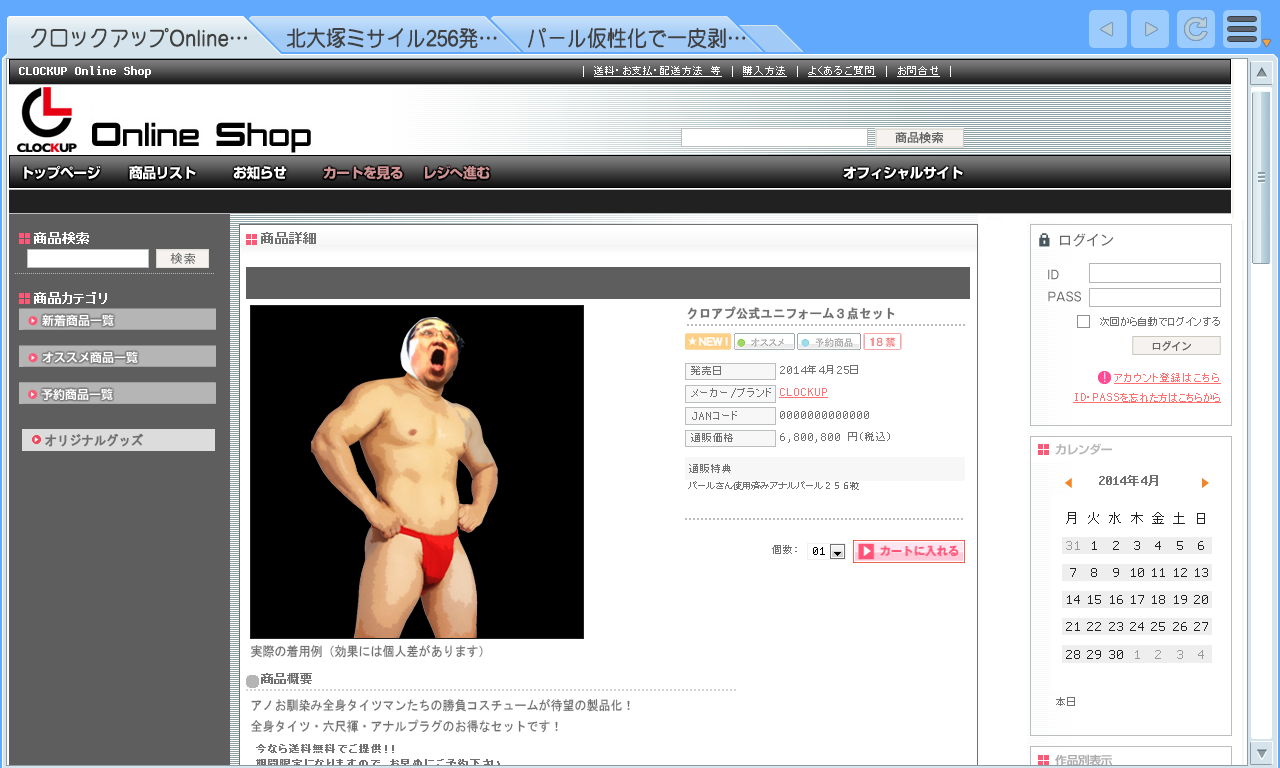 クロックアップOnline…
北大塚ミサイル256発…
パール仮性化で一皮剥…
CLOCKUP Online Shop
| 送料・お支払・配送方法 等 | 購入方法 | よくあるご質問 | お問合せ |
CLOCKUP
Online Shop
商品検索
トップページ 商品リスト お知らせ カートを見る レジへ進む オフィシャルサイト
商品検索
検索
商品カテゴリ
新着商品一覧
オススメ商品一覧
予約商品一覧
オリジナルグッズ
商品詳細
クロアプ公式ユニフォーム３点セット
★NEW! オススメ 予約商品 18禁
発売日 2014年4月25日
メーカー/ブランド CLOCKUP
JANコード 0000000000000
通販価格 6,800,800 円(税込)
通販特典
パールさん使用済みアナルパール２５６粒
個数： 01 カートに入れる
実際の着用例（効果には個人差があります）
商品概要
アノお馴染み全身タイツマンたちの勝負コスチュームが待望の製品化！
全身タイツ・六尺褌・アナルプラグのお得なセットです！
今なら送料無料でご提供!!
期間限定になりますので、お早めにご予約下さい
ログイン
ID
PASS
次回から自動でログインする
ログイン
アカウント登録はこちら
ID・PASSを忘れた方はこちらから
カレンダー
2014年4月
月 火 水 木 金 土 日
31 1 2 3 4 5 6
7 8 9 10 11 12 13
14 15 16 17 18 19 20
21 22 23 24 25 26 27
28 29 30 1 2 3 4
本日
作品別表示